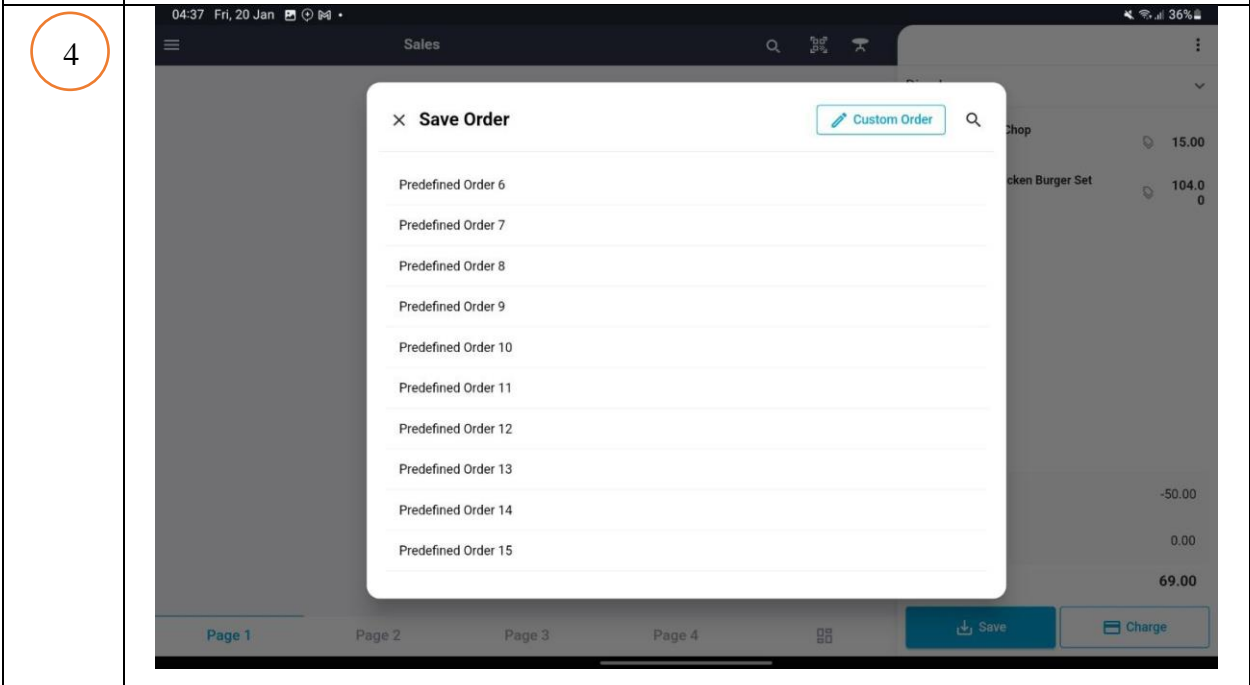 4
04:37 Fri, 20 Jan
36%
Sales
Save Order
Custom Order
Chop
15.00
cken Burger Set
104.0
0
Predefined Order 6
Predefined Order 7
Predefined Order 8
Predefined Order 9
Predefined Order 10
Predefined Order 11
Predefined Order 12
Predefined Order 13
Predefined Order 14
Predefined Order 15
-50.00
0.00
69.00
Save
Charge
Page 1
Page 2
Page 3
Page 4